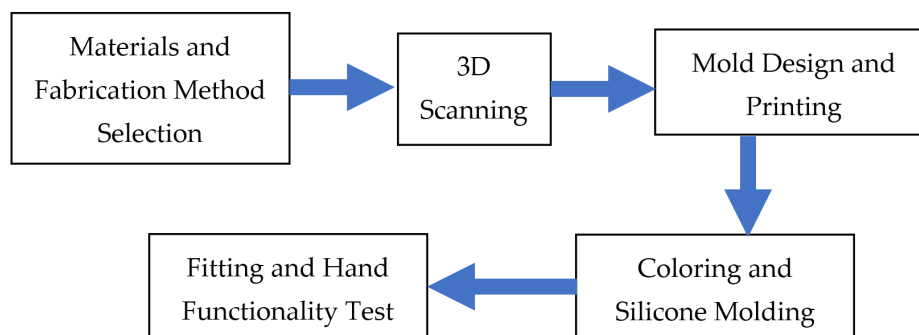 Materials and
Fabrication Method
Selection
3D
Scanning
Mold Design and
Printing
Coloring and
Silicone Molding
Fitting and Hand
Functionality Test